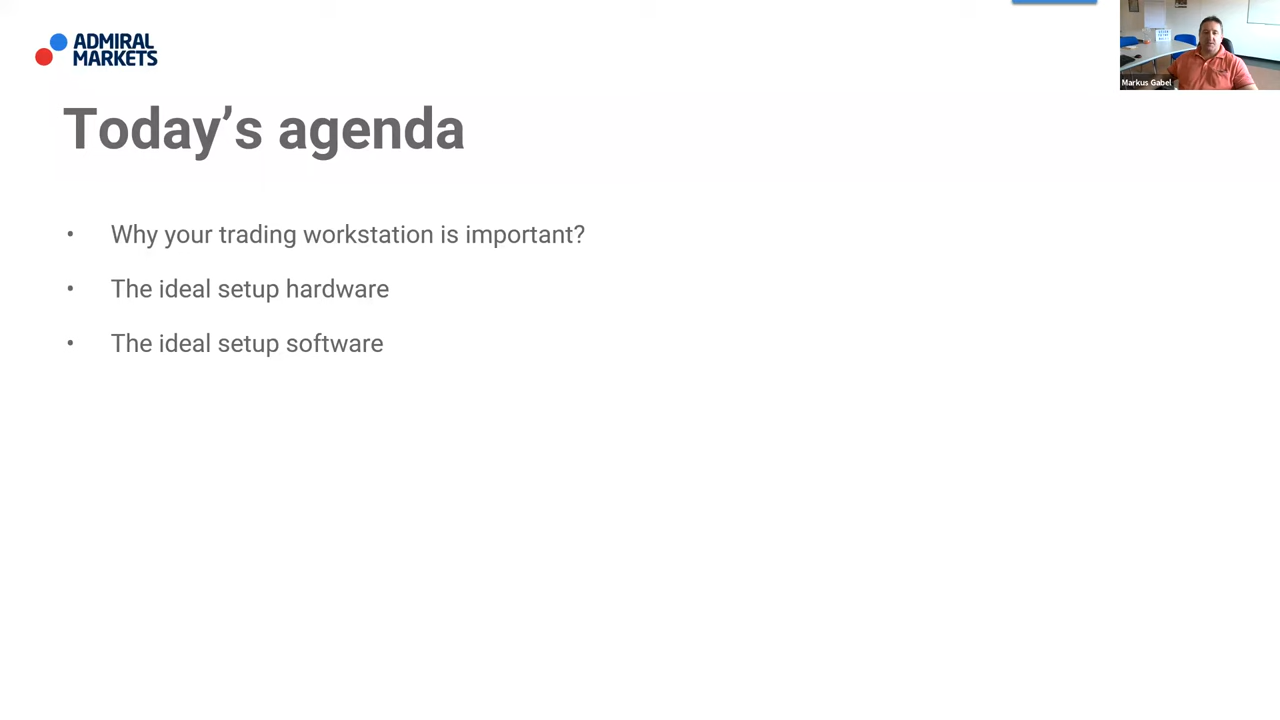 ADMIRAL
MARKETS
Markus Gabel
Today’s agenda
• Why your trading workstation is important?
• The ideal setup hardware
• The ideal setup software